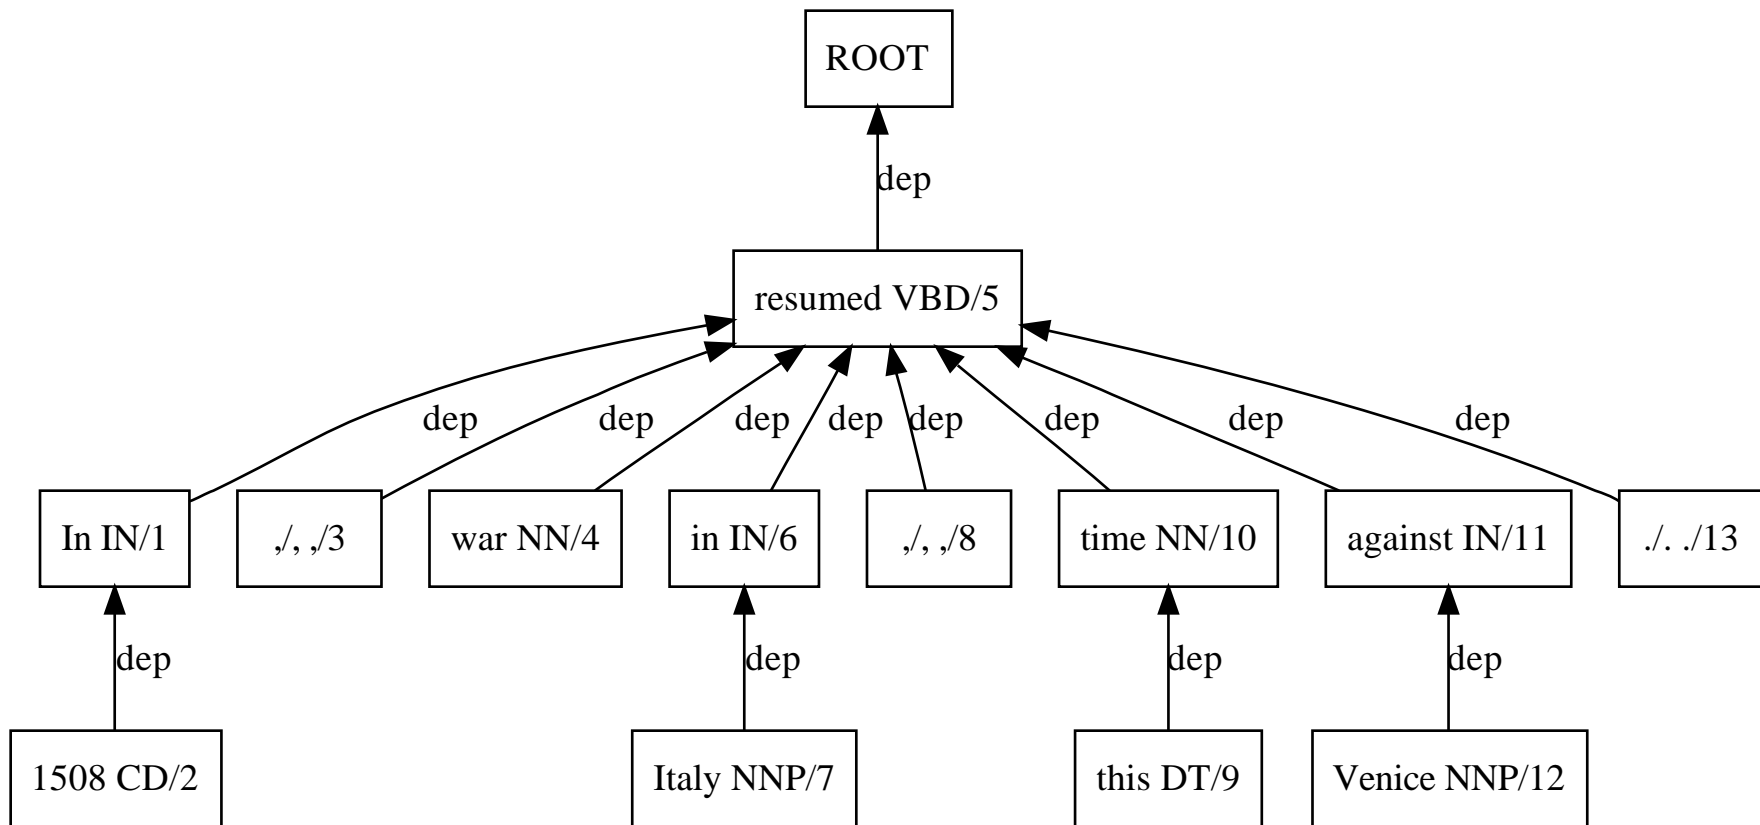 ROOT
dep
resumed VBD/5
dep dep dep dep dep dep dep dep
In IN/1 ,/, ,/3 war NN/4 in IN/6 ,/, ,/8 time NN/10 against IN/11 ./. ./13
dep dep dep dep
1508 CD/2 Italy NNP/7 this DT/9 Venice NNP/12